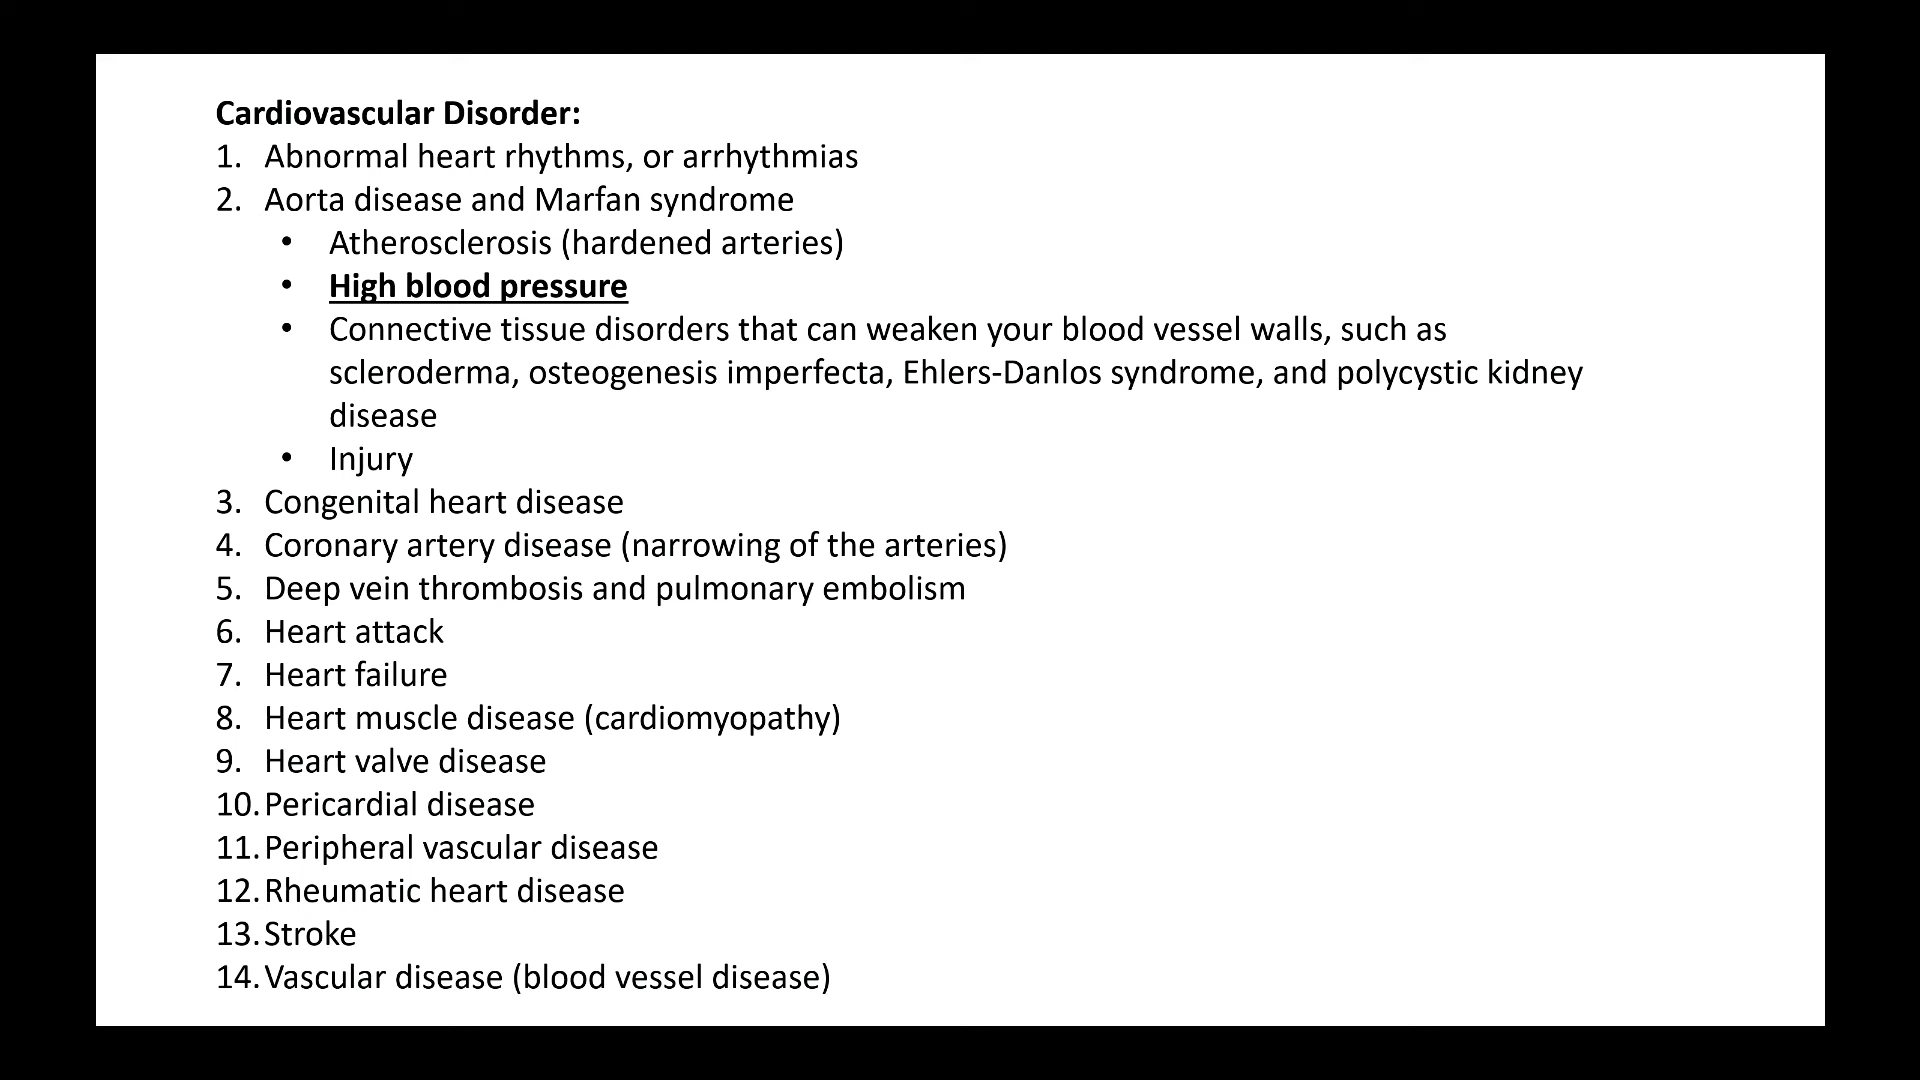 Cardiovascular Disorder:
1. Abnormal heart rhythms, or arrhythmias
2. Aorta disease and Marfan syndrome
• Atherosclerosis (hardened arteries)
• High blood pressure
• Connective tissue disorders that can weaken your blood vessel walls, such as
scleroderma, osteogenesis imperfecta, Ehlers-Danlos syndrome, and polycystic kidney
disease
• Injury
3. Congenital heart disease
4. Coronary artery disease (narrowing of the arteries)
5. Deep vein thrombosis and pulmonary embolism
6. Heart attack
7. Heart failure
8. Heart muscle disease (cardiomyopathy)
9. Heart valve disease
10. Pericardial disease
11. Peripheral vascular disease
12. Rheumatic heart disease
13. Stroke
14. Vascular disease (blood vessel disease)